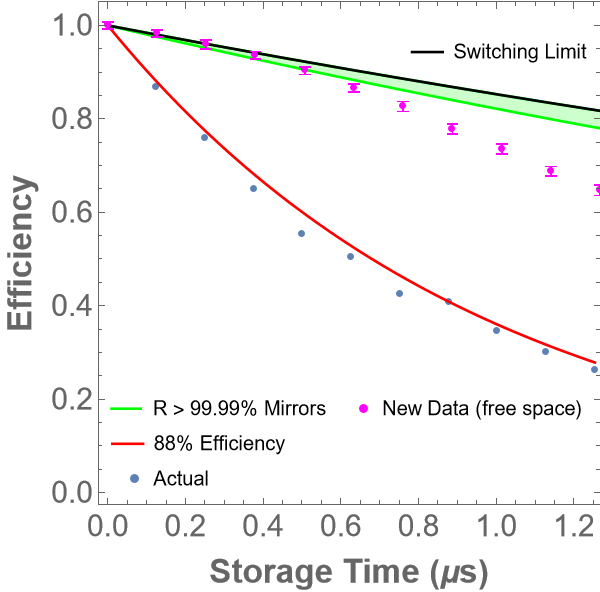 1.0
0.8
0.6
0.4
0.2
0.0
Efficiency
Switching Limit
R > 99.99% Mirrors
New Data (free space)
88% Efficiency
Actual
0.0 0.2 0.4 0.6 0.8 1.0 1.2
Storage Time (μs)